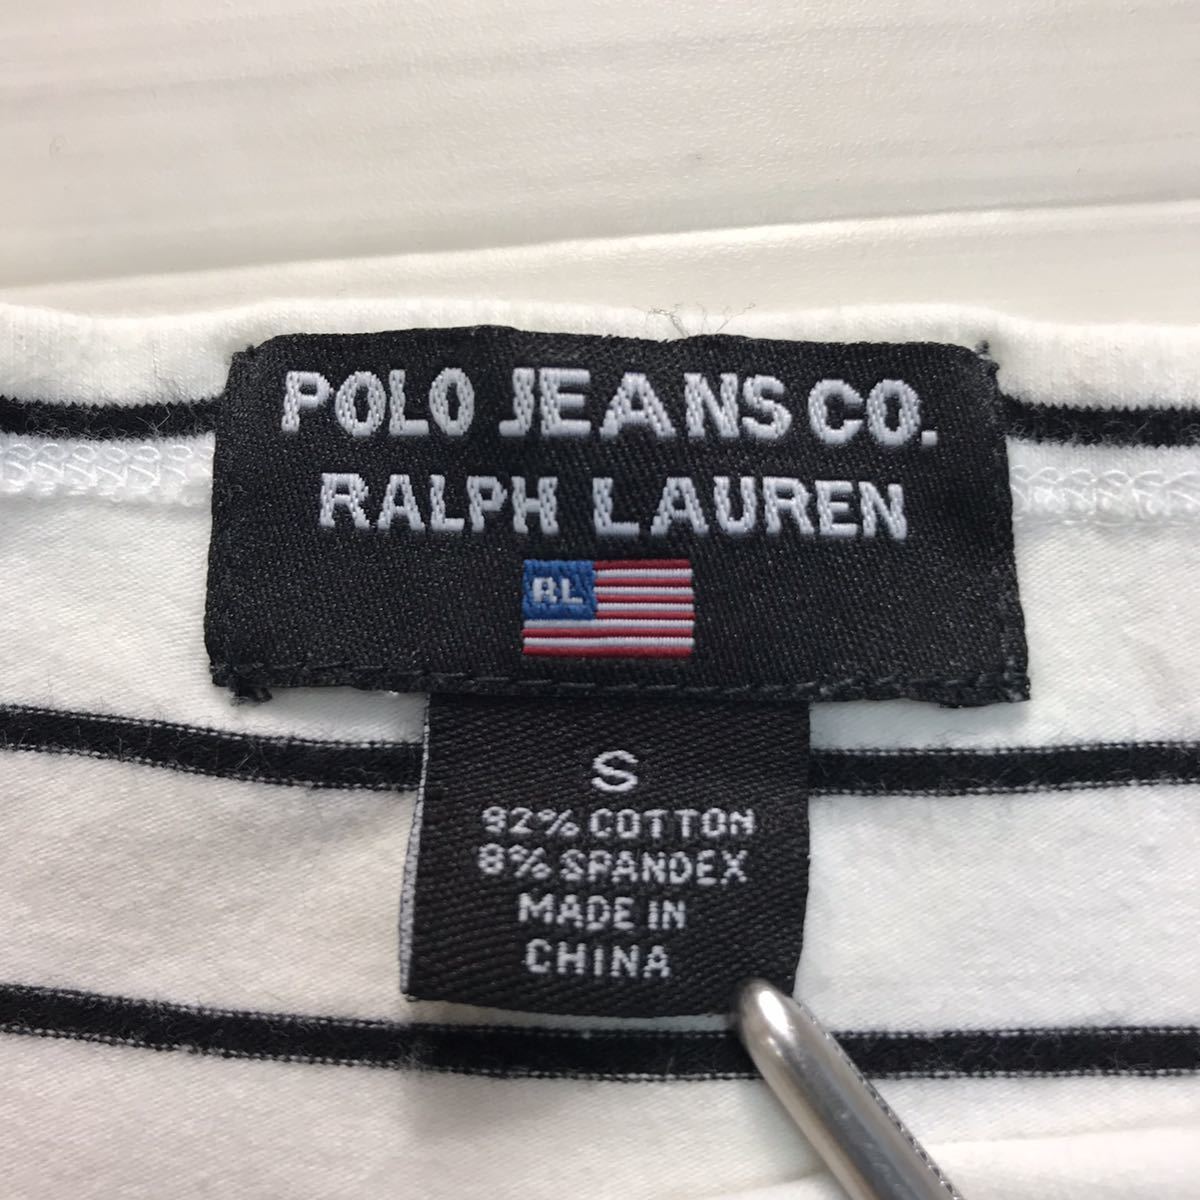 POLO JEANS CO.
RALPH LAUREN
RL
S
92% COTTON
8% SPANDEX
MADE IN
CHINA